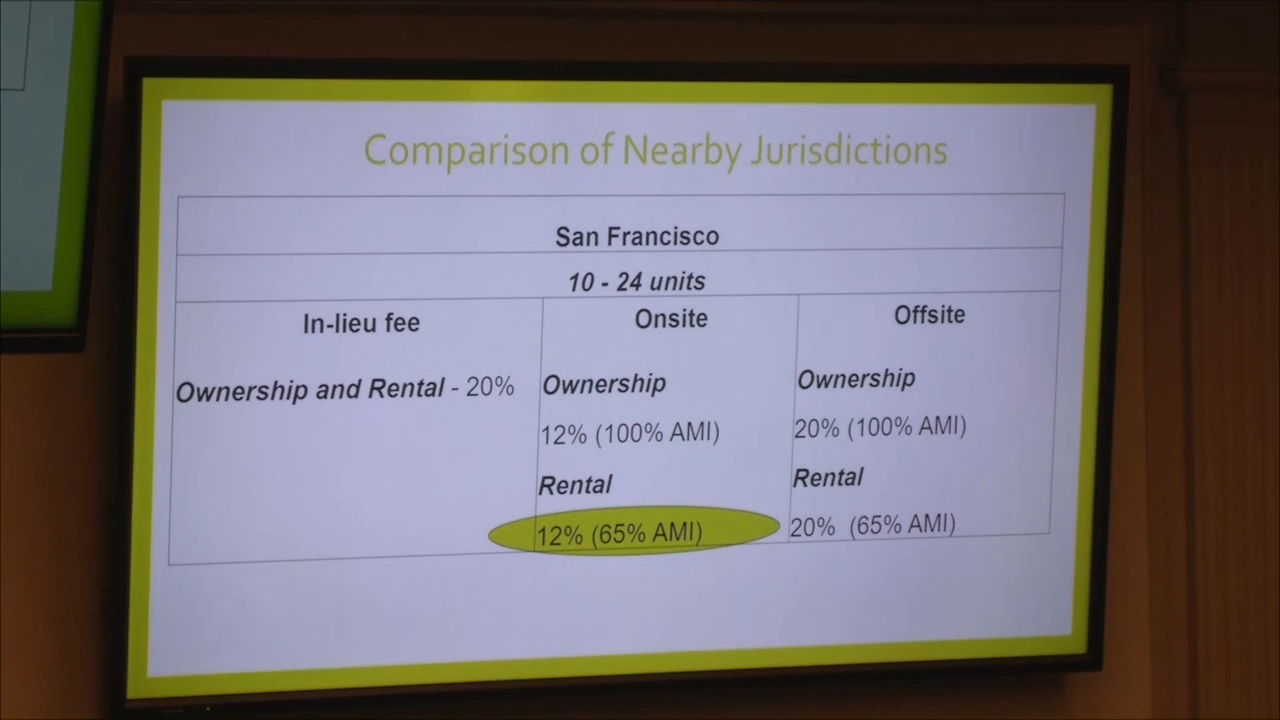 Comparison of Nearby Jurisdictions
San Francisco
10 - 24 units
In-lieu fee
Ownership and Rental - 20%
Onsite
Ownership
12% (100% AMI)
Rental
12% (65% AMI)
Offsite
Ownership
20% (100% AMI)
Rental
20% (65% AMI)